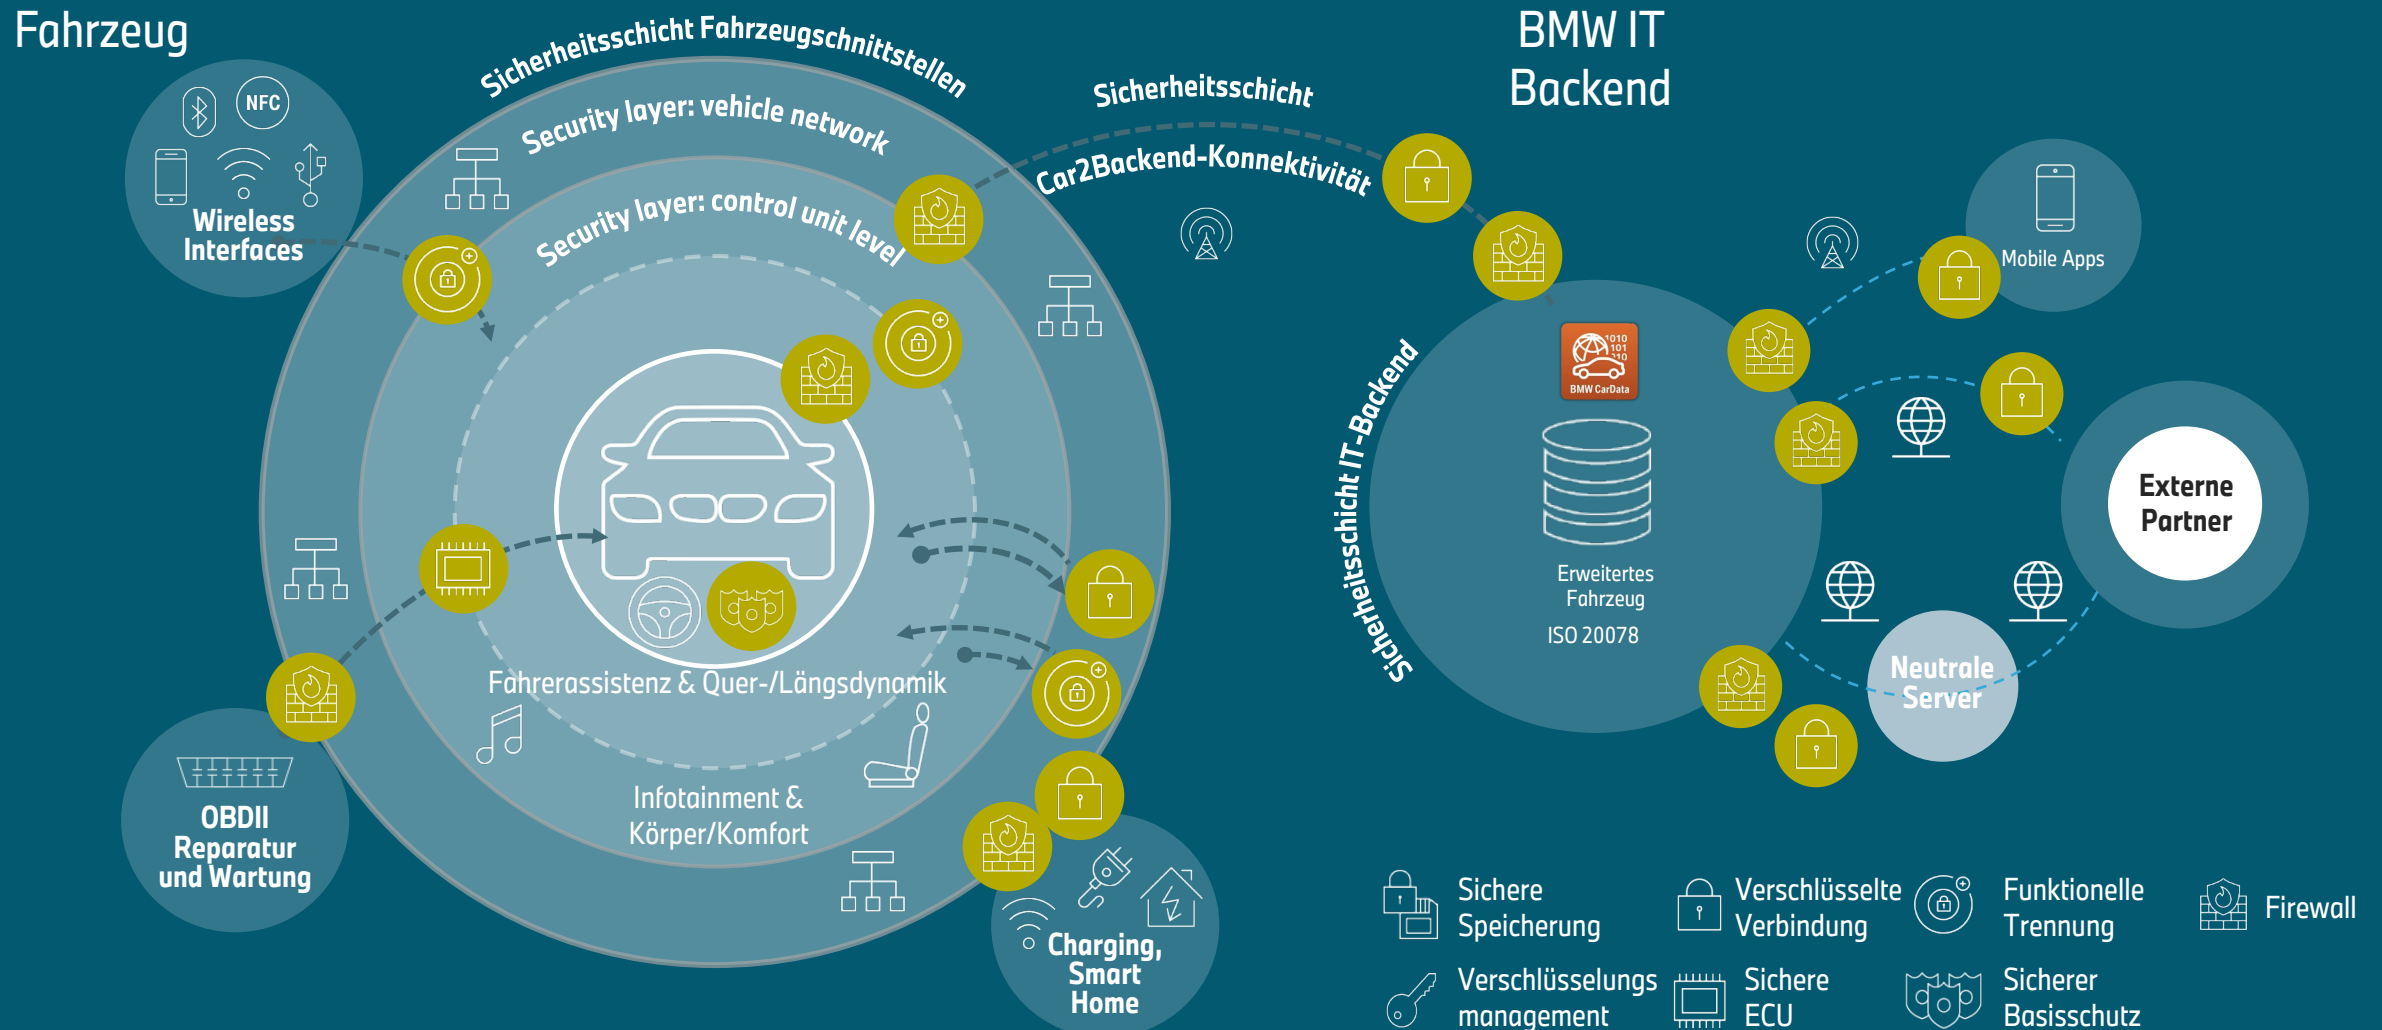 Fahrzeug
BMW IT
Backend
Sicherheitsschicht Fahrzeugschnittstellen
Security layer: vehicle network
Security layer: control unit level
Sicherheitsschicht
Car2Backend-Konnektivität
NFC
Wireless
Interfaces
Mobile Apps
1010
101
010
BMW CarData
Sicherheitsschicht IT-Backend
Externe
Partner
Erweitertes
Fahrzeug
ISO 20078
Neutrale
Server
Fahrerassistenz & Quer-/Längsdynamik
Infotainment &
Körper/Komfort
OBDII
Reparatur
und Wartung
Charging,
Smart
Home
Sichere
Speicherung
Verschlüsselte
Verbindung
Funktionelle
Trennung
Firewall
Verschlüsselungs
management
Sichere
ECU
Sicherer
Basisschutz